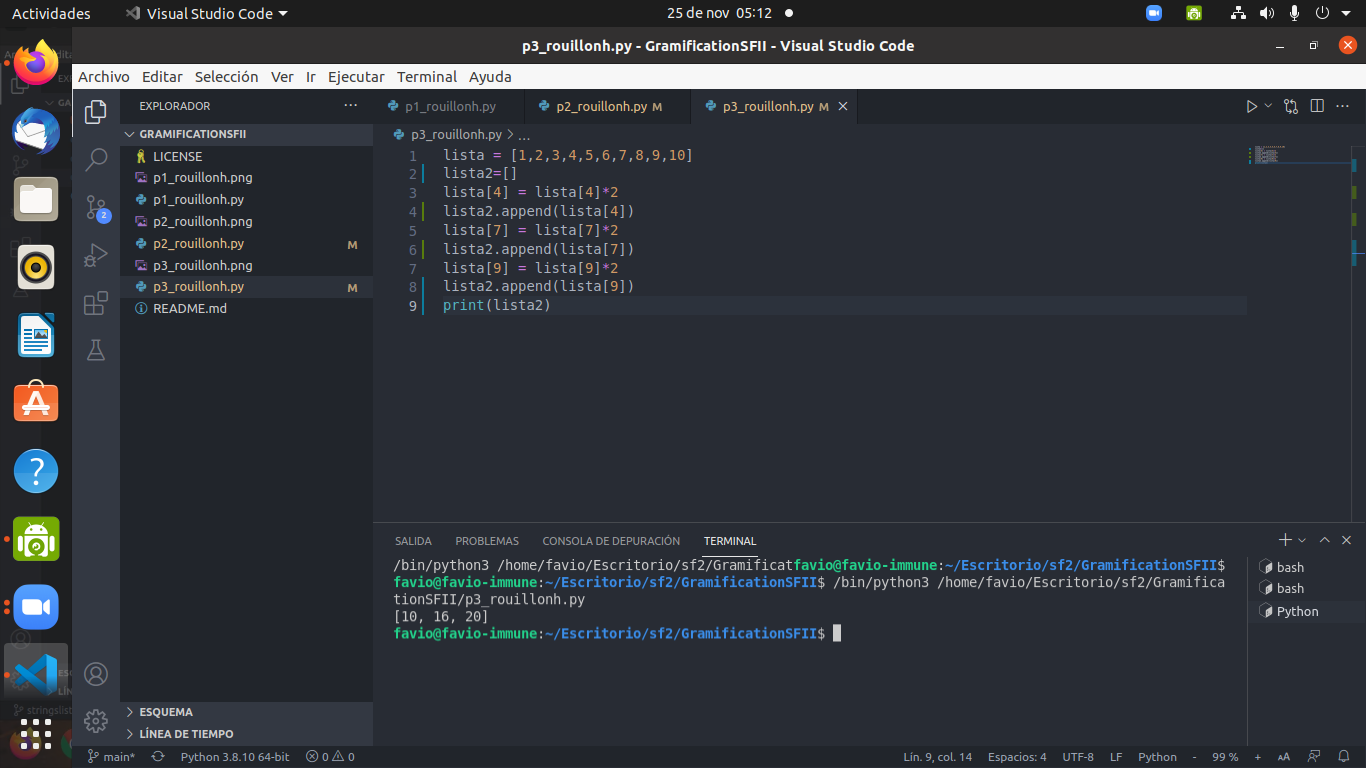 Actividades
Visual Studio Code
25 de nov 05:12
p3_rouillonh.py - GramificationSFII - Visual Studio Code
Archivo Editar Selección Ver Ir Ejecutar Terminal Ayuda
EXPLORADOR
GRAMIFICATIONSFII
LICENSE
p1_rouillonh.png
p1_rouillonh.py
p2_rouillonh.png
p2_rouillonh.py M
p3_rouillonh.png
p3_rouillonh.py M
README.md
ESQUEMA
LÍNEA DE TIEMPO
2
p1_rouillonh.py
p2_rouillonh.py M
p3_rouillonh.py M
p3_rouillonh.py > ...
1 lista = [1,2,3,4,5,6,7,8,9,10]
2 lista2=[]
3 lista[4] = lista[4]*2
4 lista2.append(lista[4])
5 lista[7] = lista[7]*2
6 lista2.append(lista[7])
7 lista[9] = lista[9]*2
8 lista2.append(lista[9])
9 print(lista2)
SALIDA PROBLEMAS CONSOLA DE DEPURACIÓN TERMINAL
/bin/python3 /home/favio/Escritorio/sf2/Gramificatfavio@favio-immune:~/Escritorio/sf2/GramificationSFII$
favio@favio-immune:~/Escritorio/sf2/GramificationSFII$ /bin/python3 /home/favio/Escritorio/sf2/Gramifica
tionSFII/p3_rouillonh.py
[10, 16, 20]
favio@favio-immune:~/Escritorio/sf2/GramificationSFII$
bash
bash
Python
main* Python 3.8.10 64-bit 0 0 Lín. 9, col. 14 Espacios: 4 UTF-8 LF Python - 99 % +